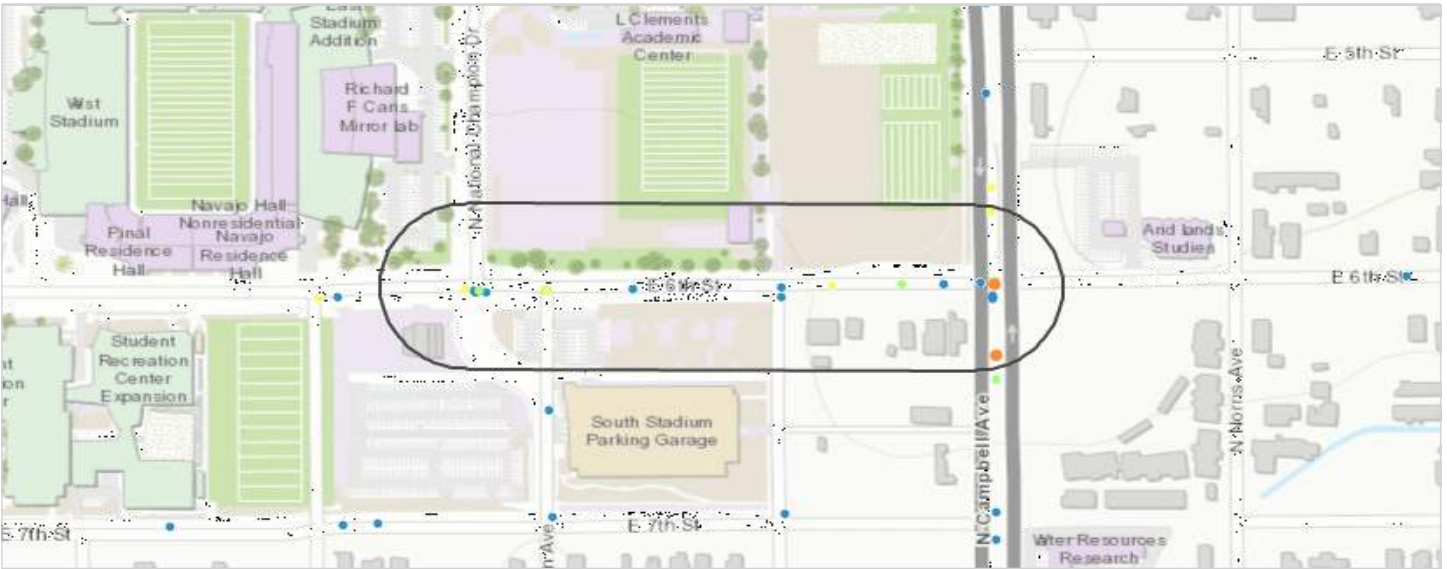 East
Stadium
Addition
L Clements
Academic
Center
N National Champion Dr
E 5th St
West
Stadium
Richard
F Caris
Mirror lab
Hall
Navajo Hall
Nonresidential
Navajo
Residence
Hall
Pinal
Residence
Hall
Arid lands
Studies
E 6th St
E 6th St
Student
Recreation
Center
Expansion
South Stadium
Parking Garage
N Campbell Ave
N Norris Ave
E 7th St
E 7th St
Ave
Water Resources
Research